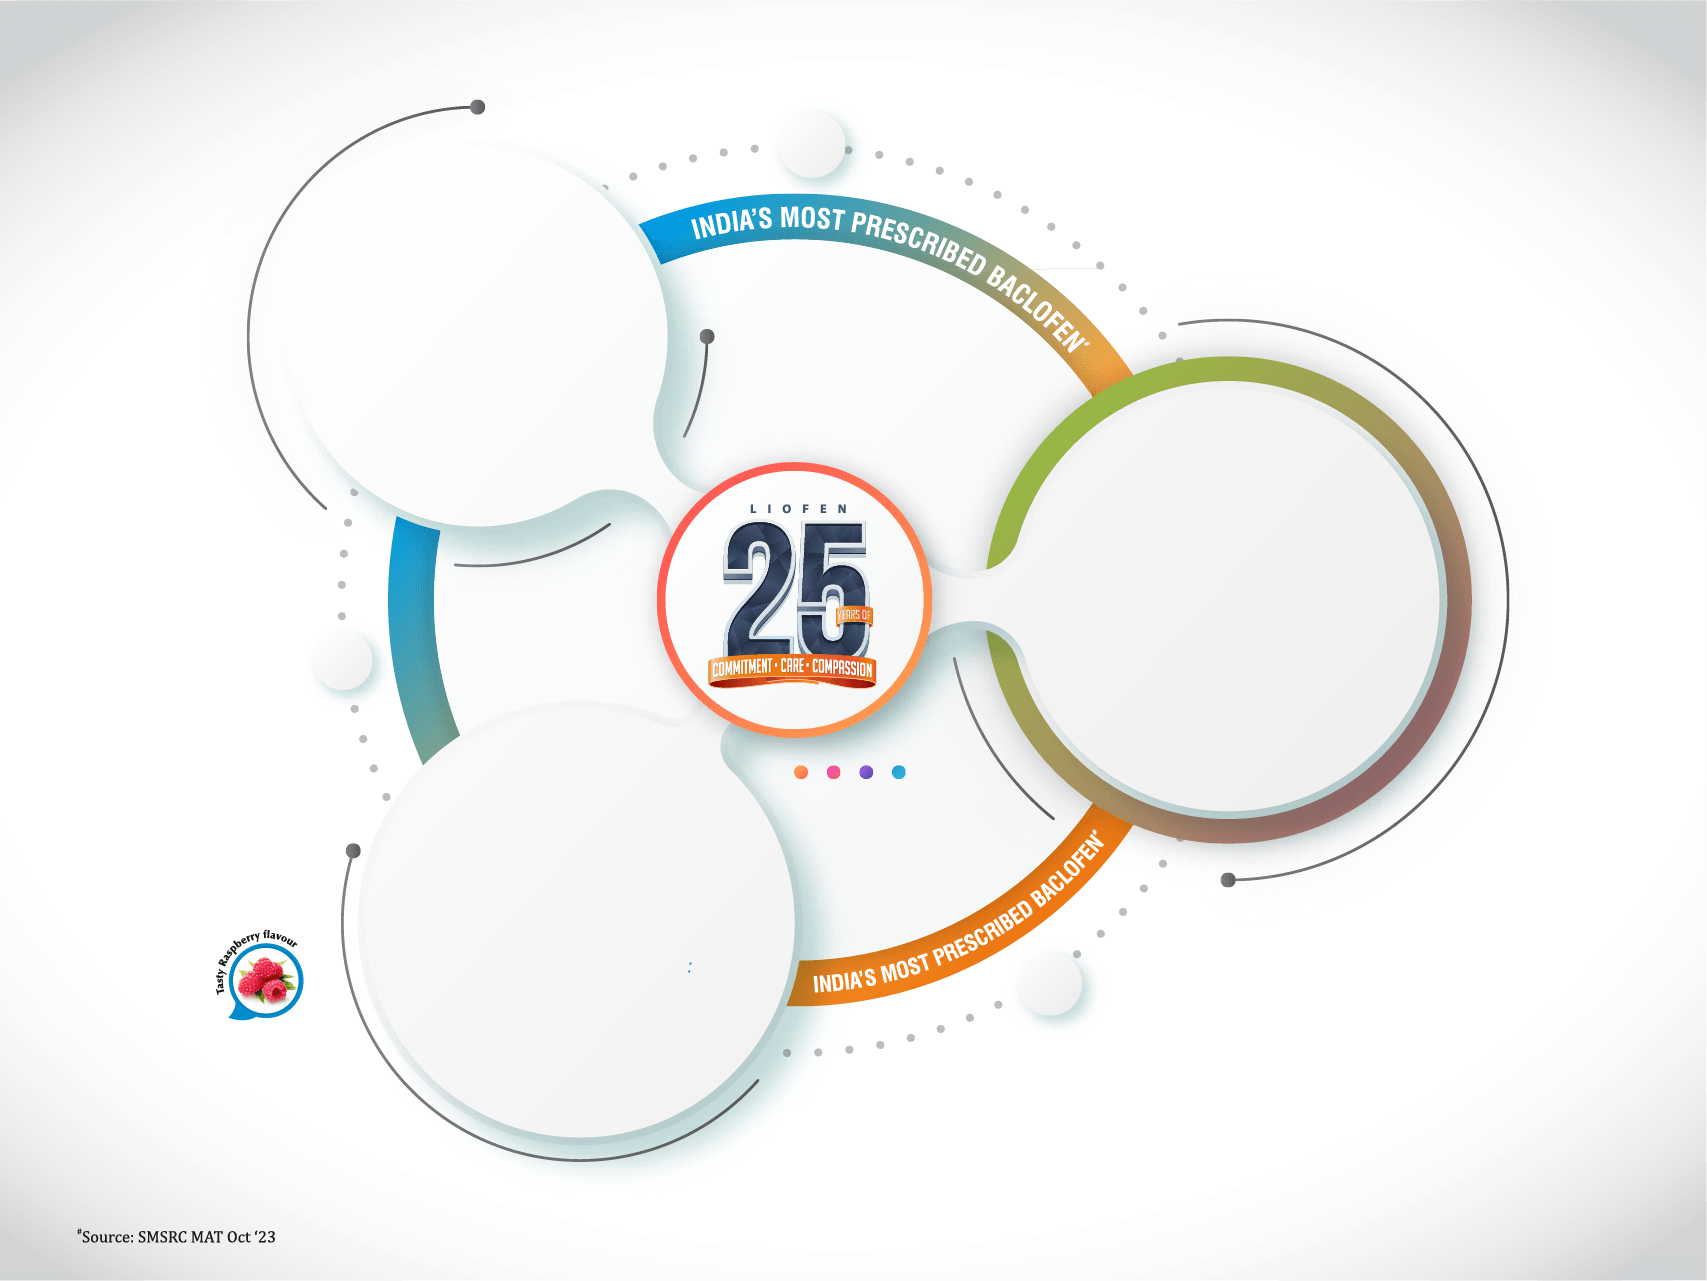 INDIA'S MOST PRESCRIBED BACLOFEN#
LIOFEN
25
YEARS OF
COMMITMENT • CARE • COMPASSION
INDIA'S MOST PRESCRIBED BACLOFEN#
Tasty Raspberry flavour
:
#Source: SMSRC MAT Oct ‘23